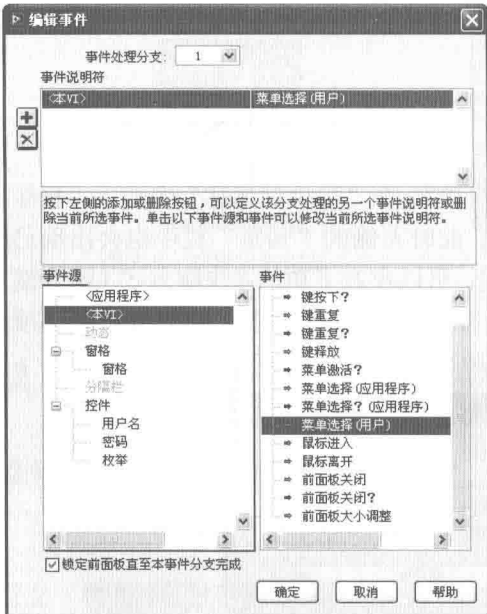 编辑事件
事件处理分支: 1
事件说明符
<本VI> 菜单选择(用户)
按下左侧的添加或删除按钮，可以定义该分支处理的另一个事件说明符或删
除当前所选事件。单击以下事件源和事件可以修改当前所选事件说明符。
事件源
<应用程序>
<本VI>
动态
窗格
窗格
分隔栏
控件
用户名
密码
枚举
事件
键按下?
键重复
键重复?
键释放
菜单激活?
菜单选择(应用程序)
菜单选择?(应用程序)
菜单选择(用户)
鼠标进入
鼠标离开
前面板关闭
前面板关闭?
前面板大小调整
锁定前面板直至本事件分支完成
确定 取消 帮助